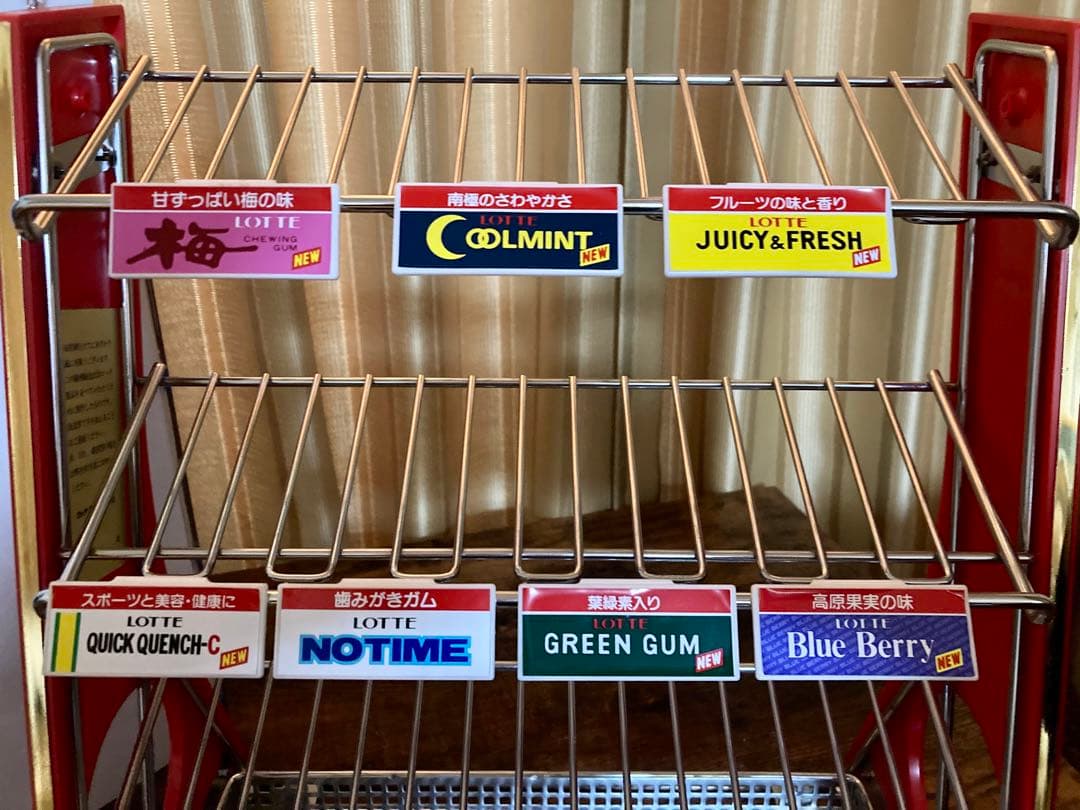 甘ずっぱい梅の味
LOTTE
梅
CHEWING
GUM
NEW
南極のさわやかさ
LOTTE
COOLMINT
NEW
フルーツの味と香り
LOTTE
JUICY&FRESH
NEW
スポーツと美容・健康に
LOTTE
QUICK QUENCH-C
NEW
歯みがきガム
LOTTE
NOTIME
葉緑素入り
LOTTE
GREEN GUM
NEW
高原果実の味
LOTTE
Blue Berry
NEW